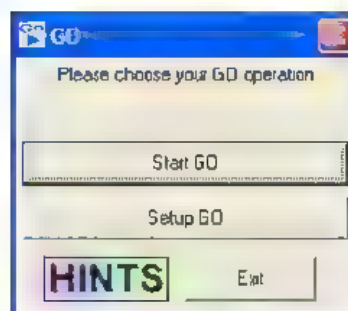 GO
Please choose your GO operation
Start GO
Setup GO
HINTS
Exit